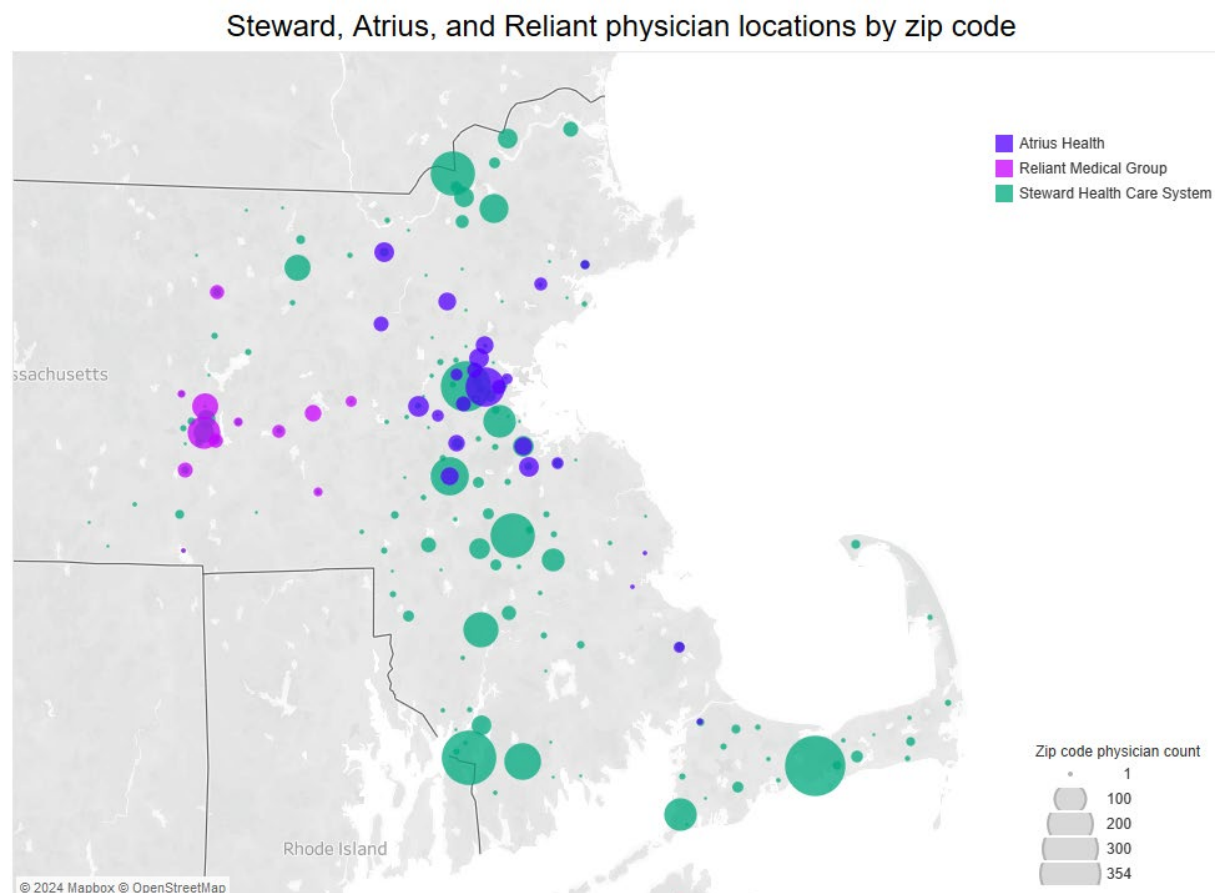 Steward, Atrius, and Reliant physician locations by zip code
Atrius Health
Reliant Medical Group
Steward Health Care System
ssachusetts
Zip code physician count
1
100
200
300
354
Rhode Island
© 2024 Mapbox © OpenStreetMap